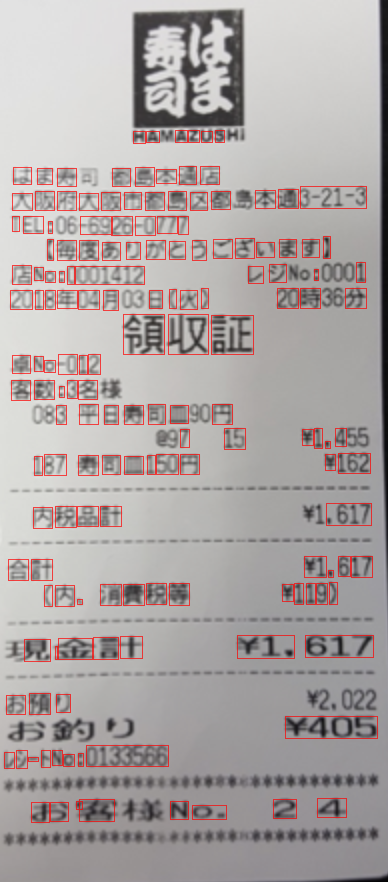 はま寿司
HAMAZUSHI
はま寿司 都島本通店
大阪府大阪市都島区都島本通3-21-3
TEL:06-6926-0777
【毎度ありがとうございます】
店No:0001412 レジNo:0001
2018年04月03日(火) 20時36分
領収証
卓No-012
客数:3名様
083 平日寿司皿90円
@97 15 ¥1,455
187 寿司皿150円 ¥162
内税品計 ¥1,617
合計 ¥1,617
(内、消費税等 ¥119)
現金計 ¥1,617
お預り ¥2,022
お釣り ¥405
レシートNo:0133566
お客様No. 24